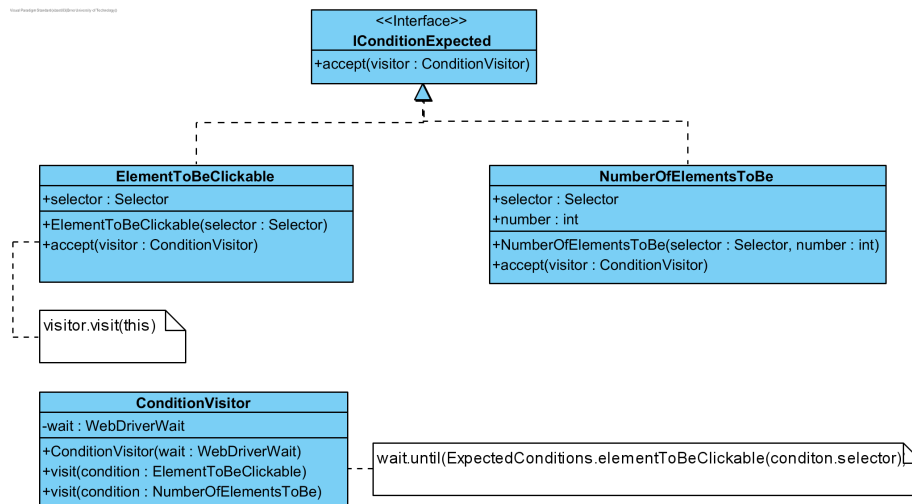 <<Interface>>
IConditionExpected
+accept(visitor : ConditionVisitor)
ElementToBeClickable
+selector : Selector
+ElementToBeClickable(selector : Selector)
+accept(visitor : ConditionVisitor)
NumberOfElementsToBe
+selector : Selector
+number : int
+NumberOfElementsToBe(selector : Selector, number : int)
+accept(visitor : ConditionVisitor)
visitor.visit(this)
ConditionVisitor
-wait : WebDriverWait
+ConditionVisitor(wait : WebDriverWait)
+visit(condition : ElementToBeClickable)
+visit(condition : NumberOfElementsToBe)
wait.until(ExpectedConditions.elementToBeClickable(conditon.selector)